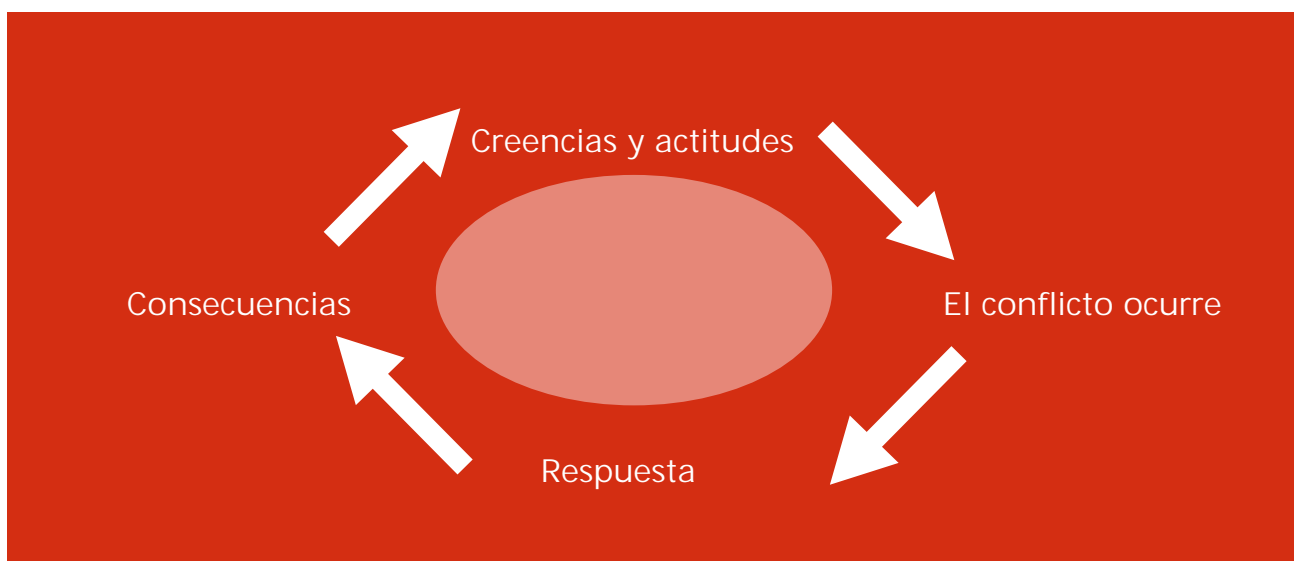 Creencias y actitudes
Consecuencias
El conflicto ocurre
Respuesta